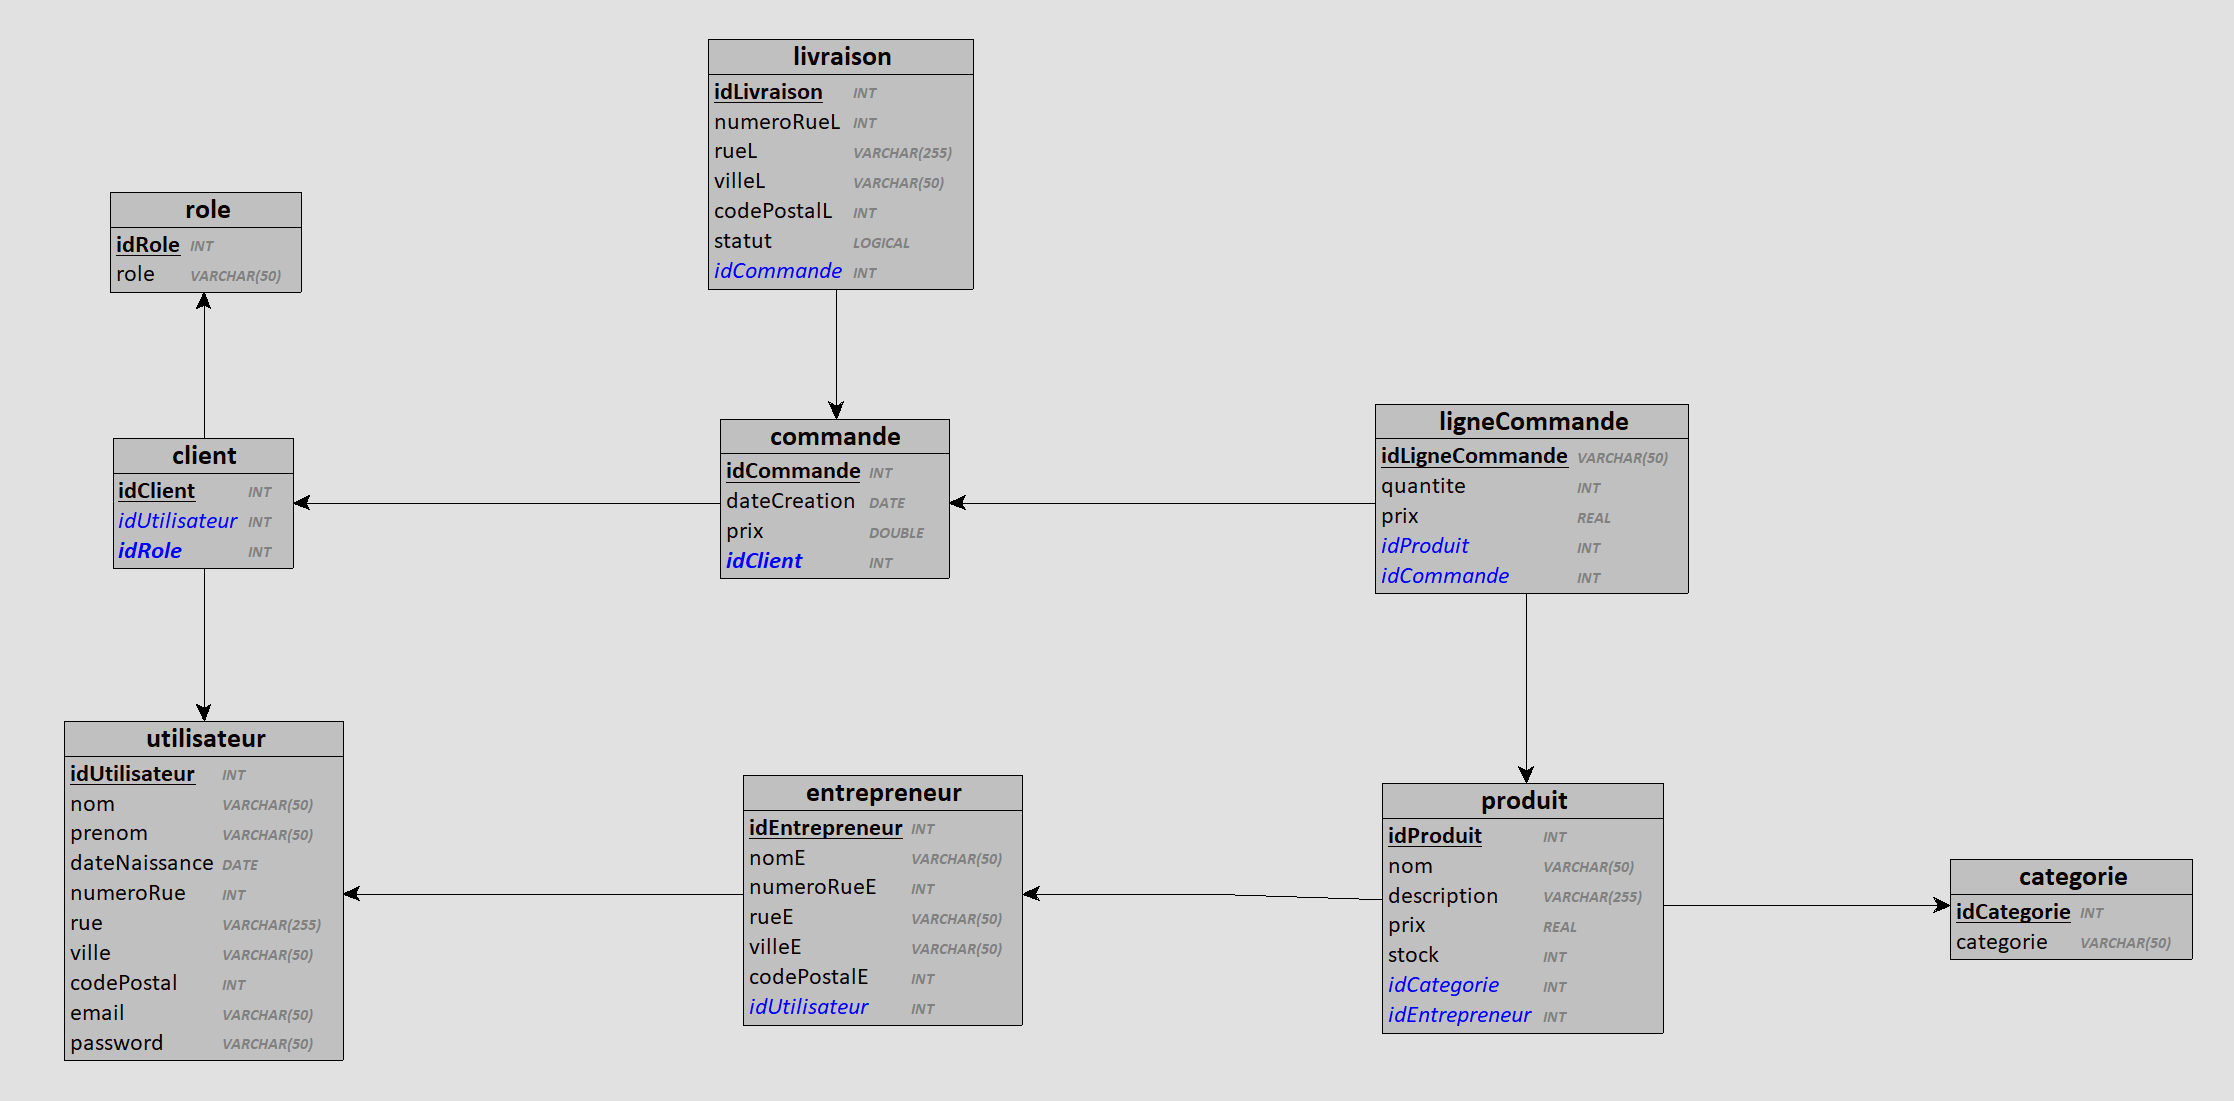 livraison
idLivraison INT
numeroRueL INT
rueL VARCHAR(255)
villeL VARCHAR(50)
codePostalL INT
statut LOGICAL
idCommande INT
role
idRole INT
role VARCHAR(50)
client
idClient INT
idUtilisateur INT
idRole INT
commande
idCommande INT
dateCreation DATE
prix DOUBLE
idClient INT
ligneCommande
idLigneCommande VARCHAR(50)
quantite INT
prix REAL
idProduit INT
idCommande INT
utilisateur
idUtilisateur INT
nom VARCHAR(50)
prenom VARCHAR(50)
dateNaissance DATE
numeroRue INT
rue VARCHAR(255)
ville VARCHAR(50)
codePostal INT
email VARCHAR(50)
password VARCHAR(50)
entrepreneur
idEntrepreneur INT
nomE VARCHAR(50)
numeroRueE INT
rueE VARCHAR(50)
villeE VARCHAR(50)
codePostalE INT
idUtilisateur INT
produit
idProduit INT
nom VARCHAR(50)
description VARCHAR(255)
prix REAL
stock INT
idCategorie INT
idEntrepreneur INT
categorie
idCategorie INT
categorie VARCHAR(50)